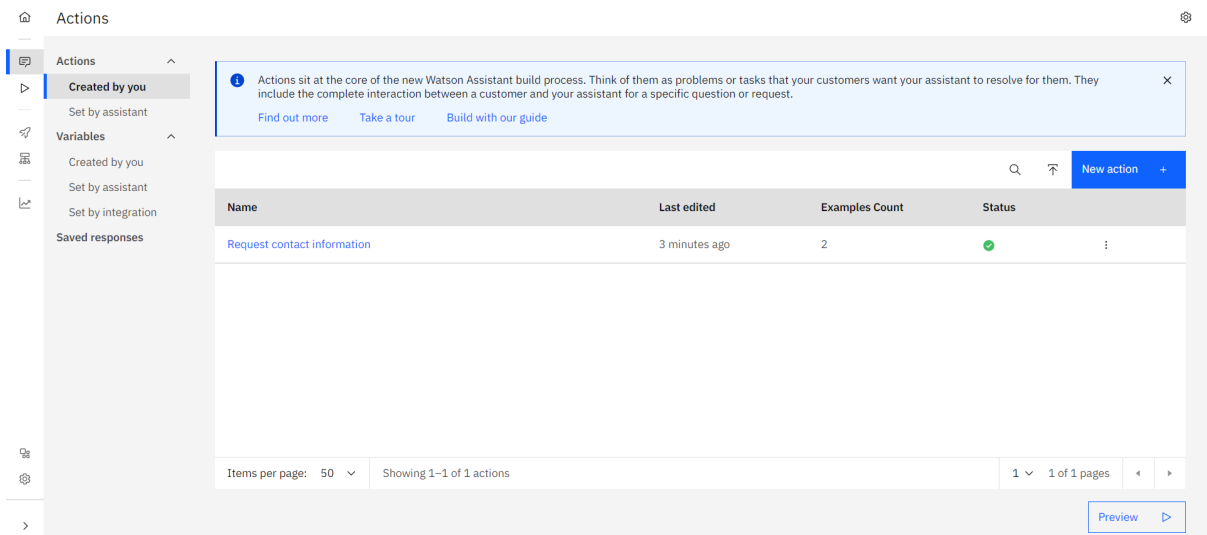 Actions
Actions
Created by you
Set by assistant
Variables
Created by you
Set by assistant
Set by integration
Saved responses
Actions sit at the core of the new Watson Assistant build process. Think of them as problems or tasks that your customers want your assistant to resolve for them. They
include the complete interaction between a customer and your assistant for a specific question or request.
Find out more Take a tour Build with our guide
New action +
Name Last edited Examples Count Status
Request contact information 3 minutes ago 2
Items per page: 50 Showing 1–1 of 1 actions 1 1 of 1 pages
Preview